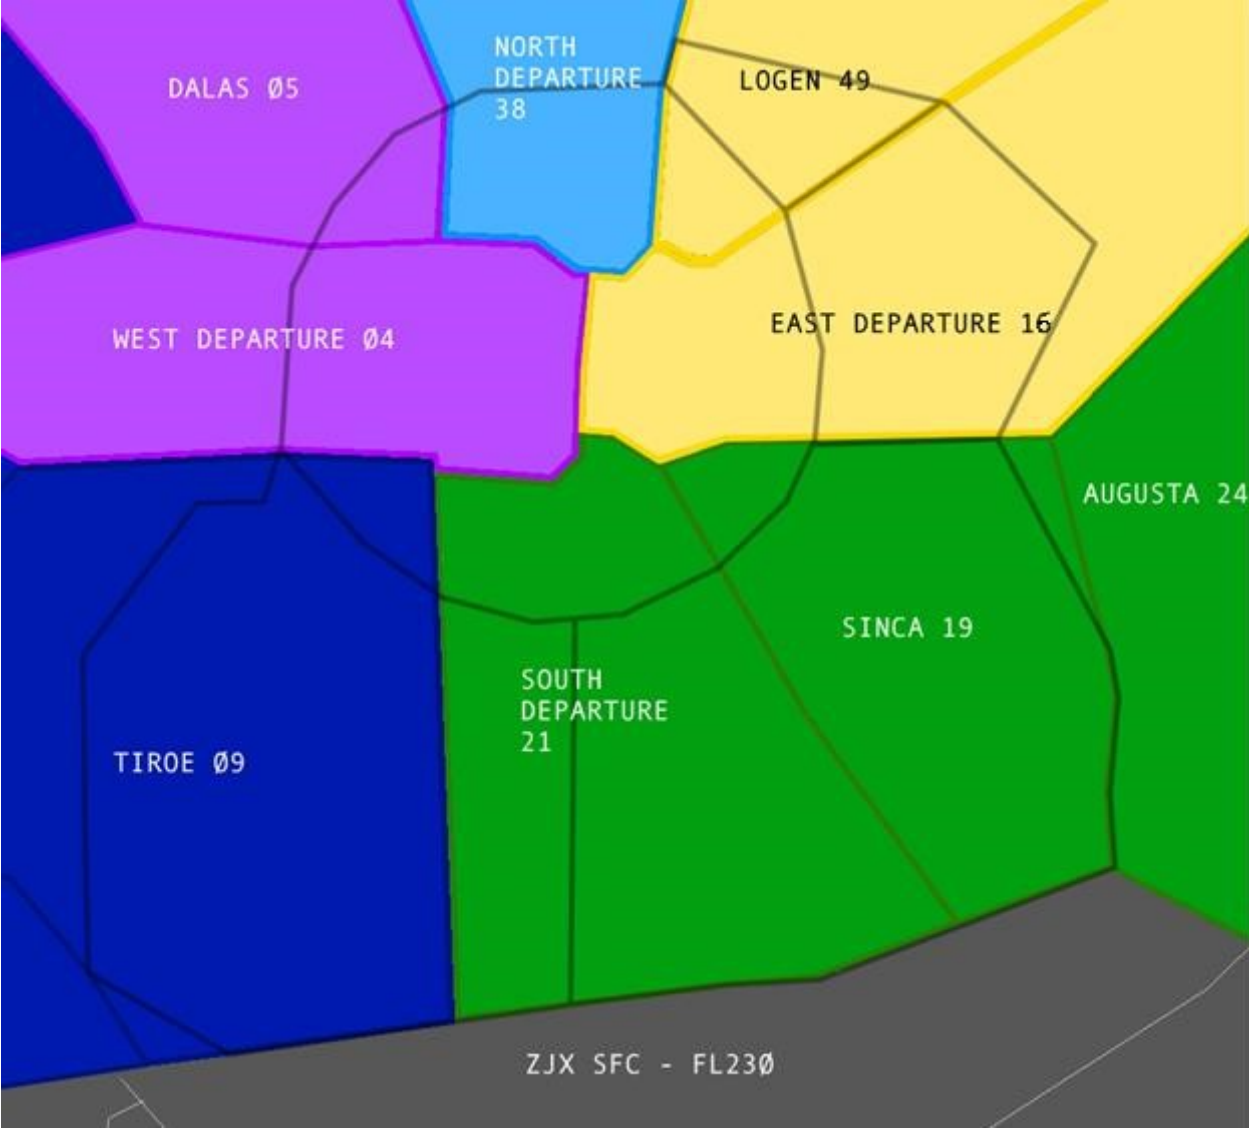 NORTH
DEPARTURE
38
DALAS Ø5
LOGEN 49
WEST DEPARTURE Ø4
EAST DEPARTURE 16
AUGUSTA 24
SINCA 19
SOUTH
DEPARTURE
21
TIROE Ø9
ZJX SFC - FL23Ø